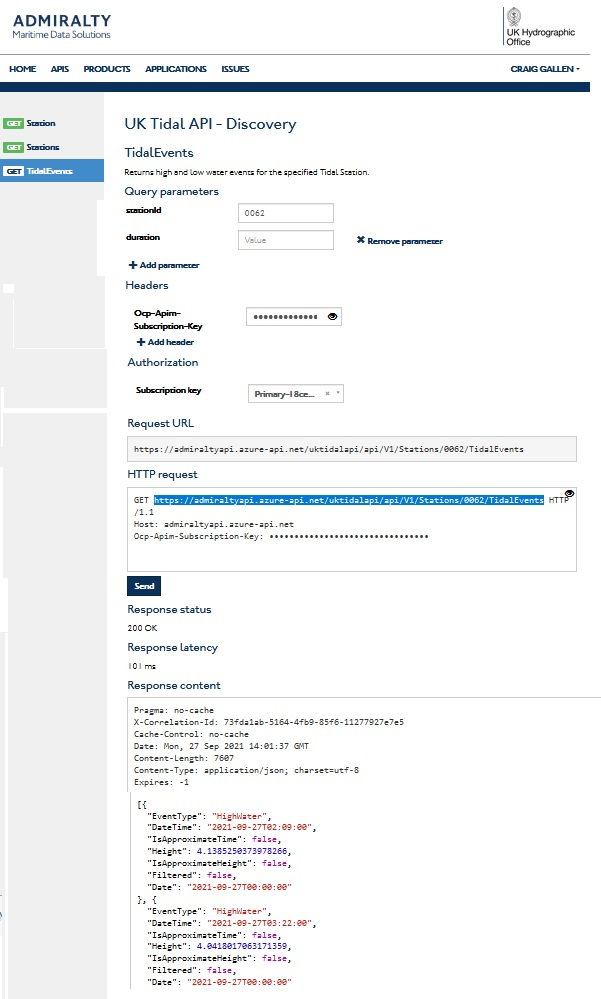 ADMIRALTY
Maritime Data Solutions
UK Hydrographic
Office
HOME APIS PRODUCTS APPLICATIONS ISSUES CRAIG GALLEN
GET Station
GET Stations
GET TidalEvents
UK Tidal API - Discovery
TidalEvents
Returns high and low water events for the specified Tidal Station.
Query parameters
stationId 0062
duration Value ✖ Remove parameter
+ Add parameter
Headers
Ocp-Apim-
Subscription-Key •••••••••••••
+ Add header
Authorization
Subscription key Primary-18ce... ×
Request URL
https://admiraltyapi.azure-api.net/uktidalapi/api/V1/Stations/0062/TidalEvents
HTTP request
GET https://admiraltyapi.azure-api.net/uktidalapi/api/V1/Stations/0062/TidalEvents HTTP
/1.1
Host: admiraltyapi.azure-api.net
Ocp-Apim-Subscription-Key: ••••••••••••••••••••••••••••••••
Send
Response status
200 OK
Response latency
101 ms
Response content
Pragma: no-cache
X-Correlation-Id: 73fda1ab-5164-4fb9-85f6-11277927e7e5
Cache-Control: no-cache
Date: Mon, 27 Sep 2021 14:01:37 GMT
Content-Length: 7607
Content-Type: application/json; charset=utf-8
Expires: -1
[{
"EventType": "HighWater",
"DateTime": "2021-09-27T02:09:00",
"IsApproximateTime": false,
"Height": 4.1385250373978266,
"IsApproximateHeight": false,
"Filtered": false,
"Date": "2021-09-27T00:00:00"
}, {
"EventType": "HighWater",
"DateTime": "2021-09-27T03:22:00",
"IsApproximateTime": false,
"Height": 4.0418017063171359,
"IsApproximateHeight": false,
"Filtered": false,
"Date": "2021-09-27T00:00:00"